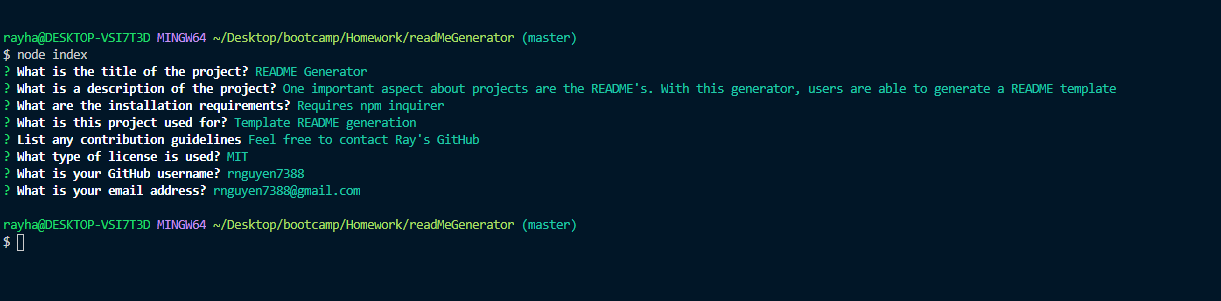 rayha@DESKTOP-VSI7T3D MINGW64 ~/Desktop/bootcamp/Homework/readMeGenerator (master)
$ node index
? What is the title of the project? README Generator
? What is a description of the project? One important aspect about projects are the README's. With this generator, users are able to generate a README template
? What are the installation requirements? Requires npm inquirer
? What is this project used for? Template README generation
? List any contribution guidelines Feel free to contact Ray's GitHub
? What type of license is used? MIT
? What is your GitHub username? rnguyen7388
? What is your email address? rnguyen7388@gmail.com
rayha@DESKTOP-VSI7T3D MINGW64 ~/Desktop/bootcamp/Homework/readMeGenerator (master)
$